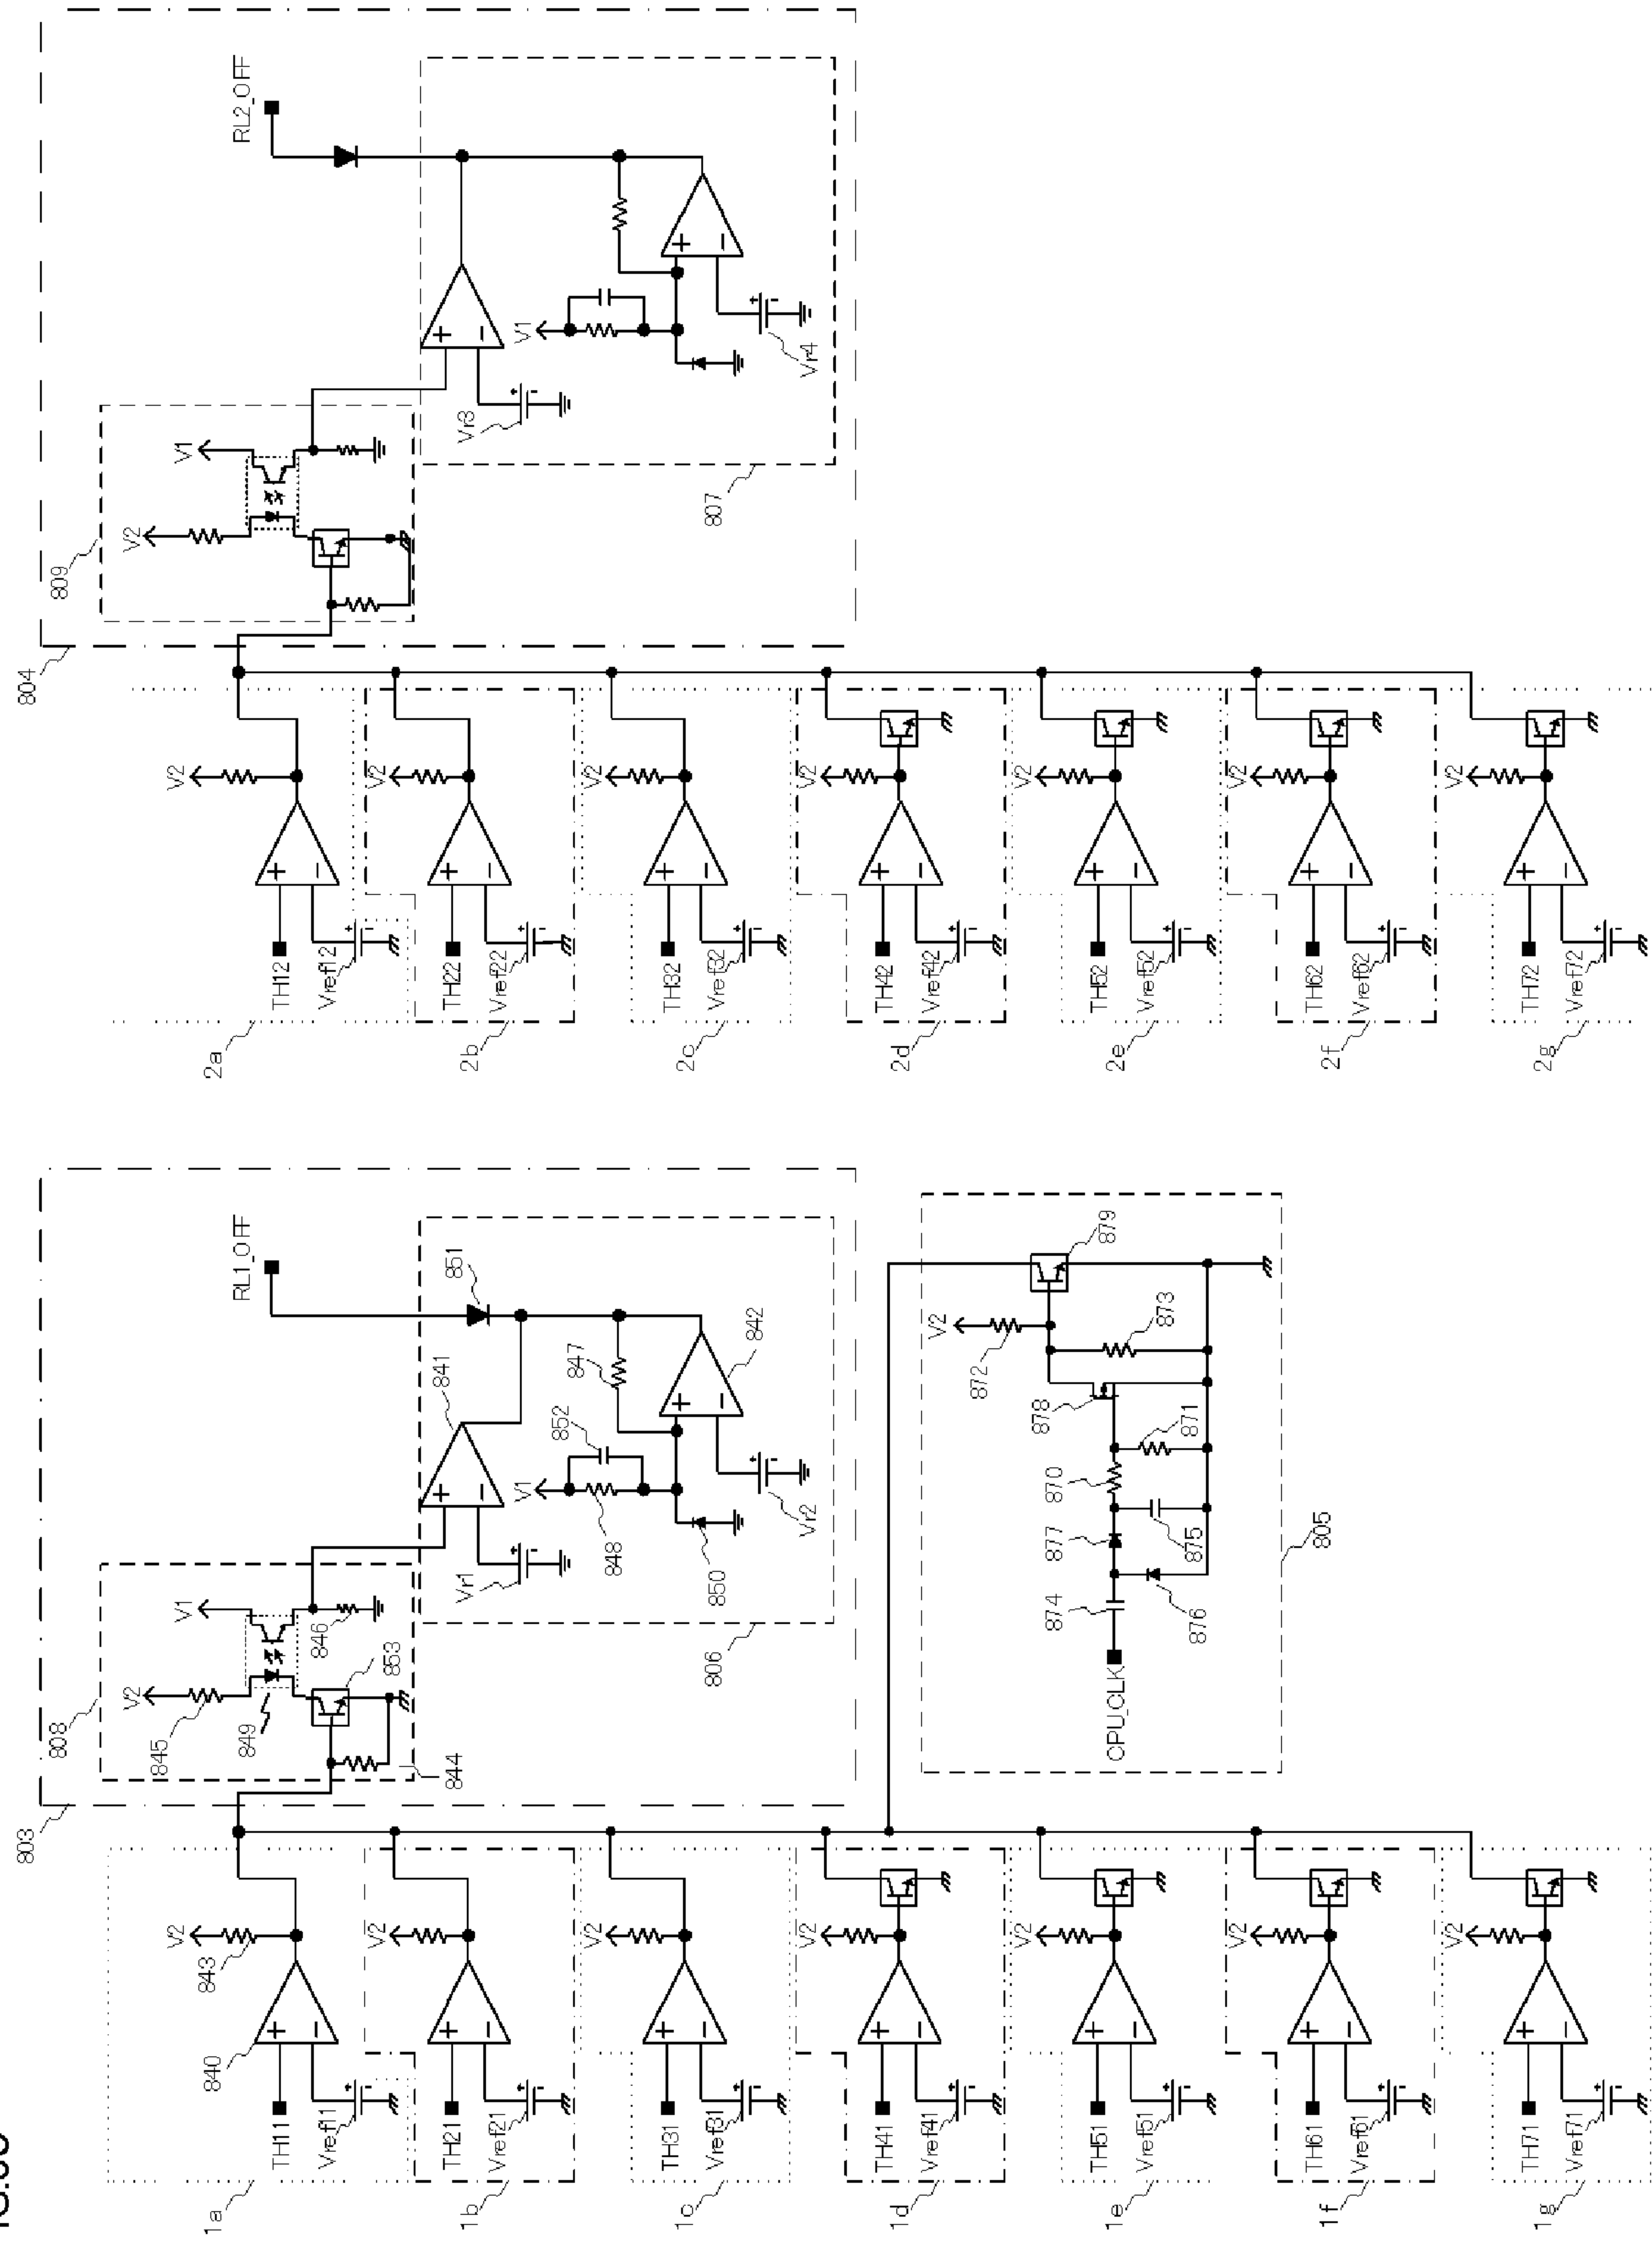 804
809
V2
V1
RL2_OFF
Vr3
V1
Vr4
807
V2
TH12
Vref12
2a
V2
TH22
Vref22
2b
V2
TH32
Vref32
2c
V2
TH42
Vref42
2d
V2
TH52
Vref52
2e
V2
TH62
Vref62
2f
V2
TH72
Vref72
2g
803
808
V2
V1
845
849
846
853
844
RL1_OFF
851
841
Vr1
V1
852
847
848
850
842
Vr2
806
V2
843
840
TH11
Vref11
1a
V2
TH21
Vref21
1b
V2
TH31
Vref31
1c
V2
TH41
Vref41
1d
V2
TH51
Vref51
1e
V2
TH61
Vref61
1f
V2
TH71
Vref71
1g
V2
879
872
873
878
871
870
877
875
874
876
CPU_CLK
805